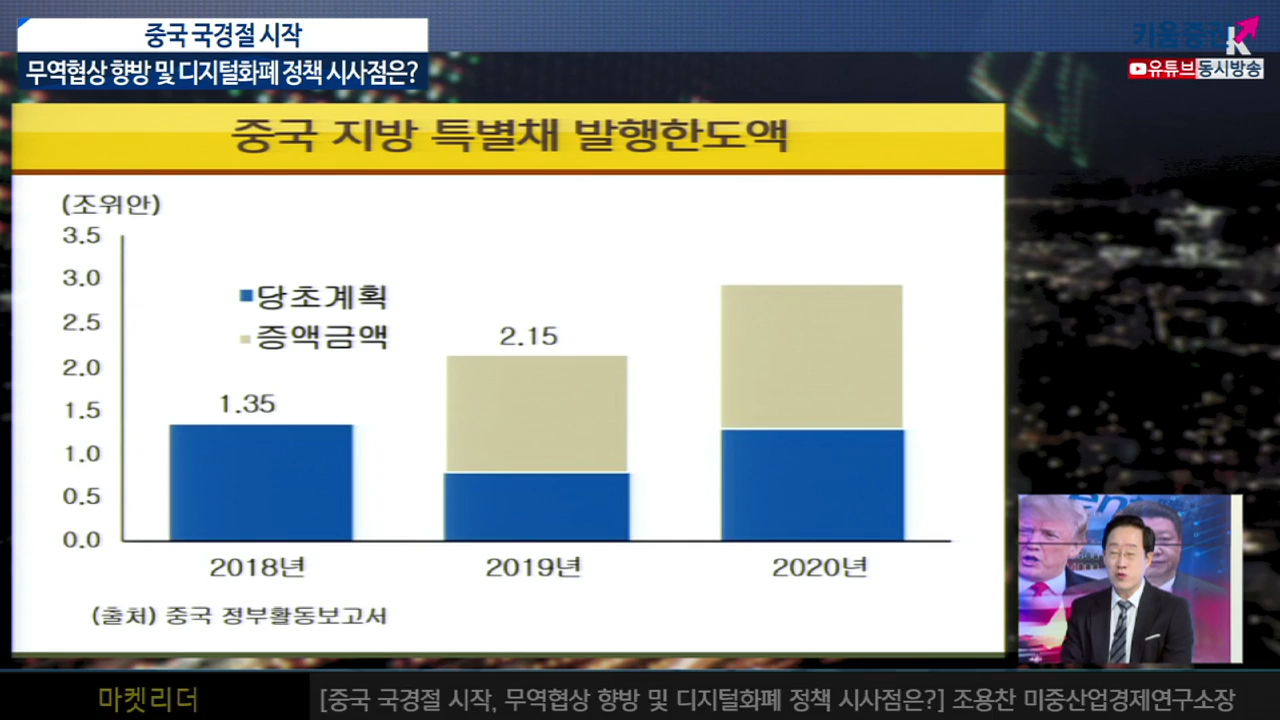 중국 국경절 시작
무역협상 향방 및 디지털화폐 정책 시사점은?
키움증권
유튜브 동시방송
중국 지방 특별채 발행한도액
(조위안)
3.5
3.0
2.5
2.0
1.5
1.0
0.5
0.0
당초계획
증액금액
1.35
2.15
2018년
2019년
2020년
(출처) 중국 정부활동보고서
마켓리더
[중국 국경절 시작, 무역협상 향방 및 디지털화폐 정책 시사점은?] 조용찬 미중산업경제연구소장